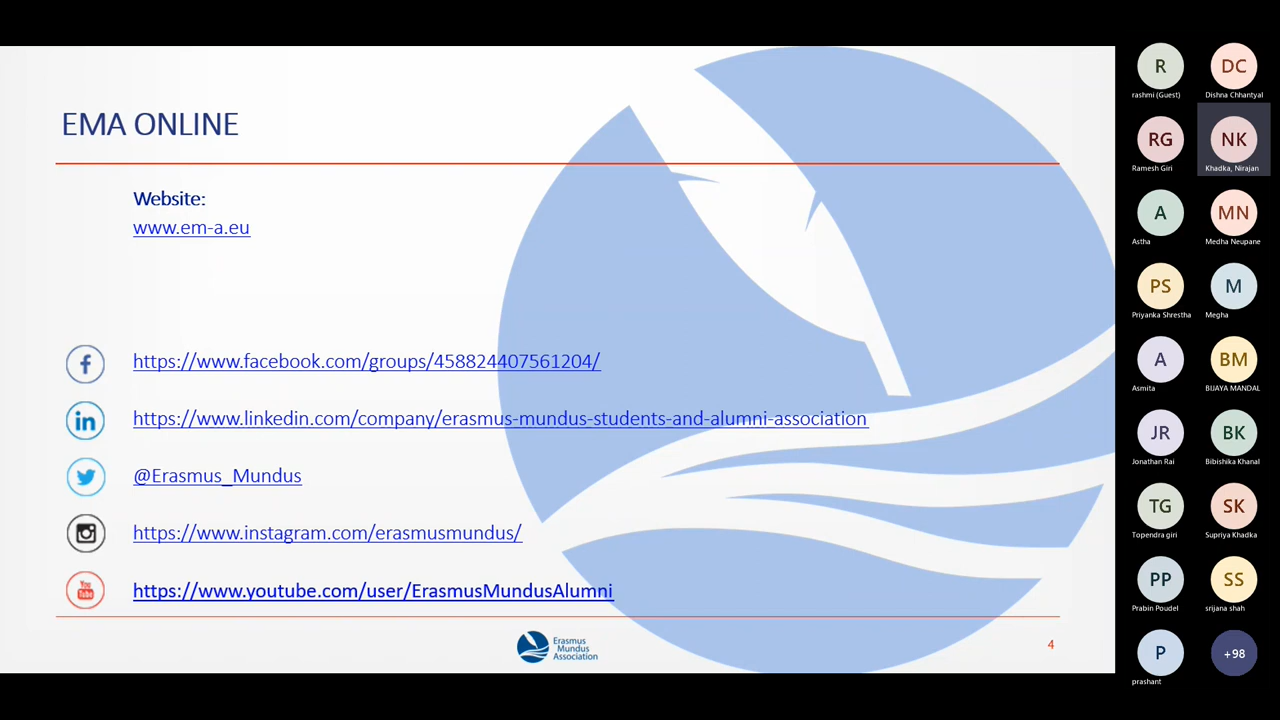 EMA ONLINE
Website:
www.em-a.eu
https://www.facebook.com/groups/458824407561204/
in
https://www.linkedin.com/company/erasmus-mundus-students-and-alumni-association
@Erasmus_Mundus
https://www.instagram.com/erasmusmundus/
You
Tube
https://www.youtube.com/user/ErasmusMundusAlumni
Erasmus
Mundus
Association
4
R
DC
rashmi (Guest)
Dishna Chhantyal
RG
NK
Ramesh Giri
Khadka, Nirajan
A
MN
Astha
Medha Neupane
PS
M
Priyanka Shrestha
Megha
A
BM
Asmita
BIJAYA MANDAL
JR
BK
Jonathan Rai
Bibishika Khanal
TG
SK
Topendra giri
Supriya Khadka
PP
SS
Prabin Poudel
srijana shah
P
+98
prashant